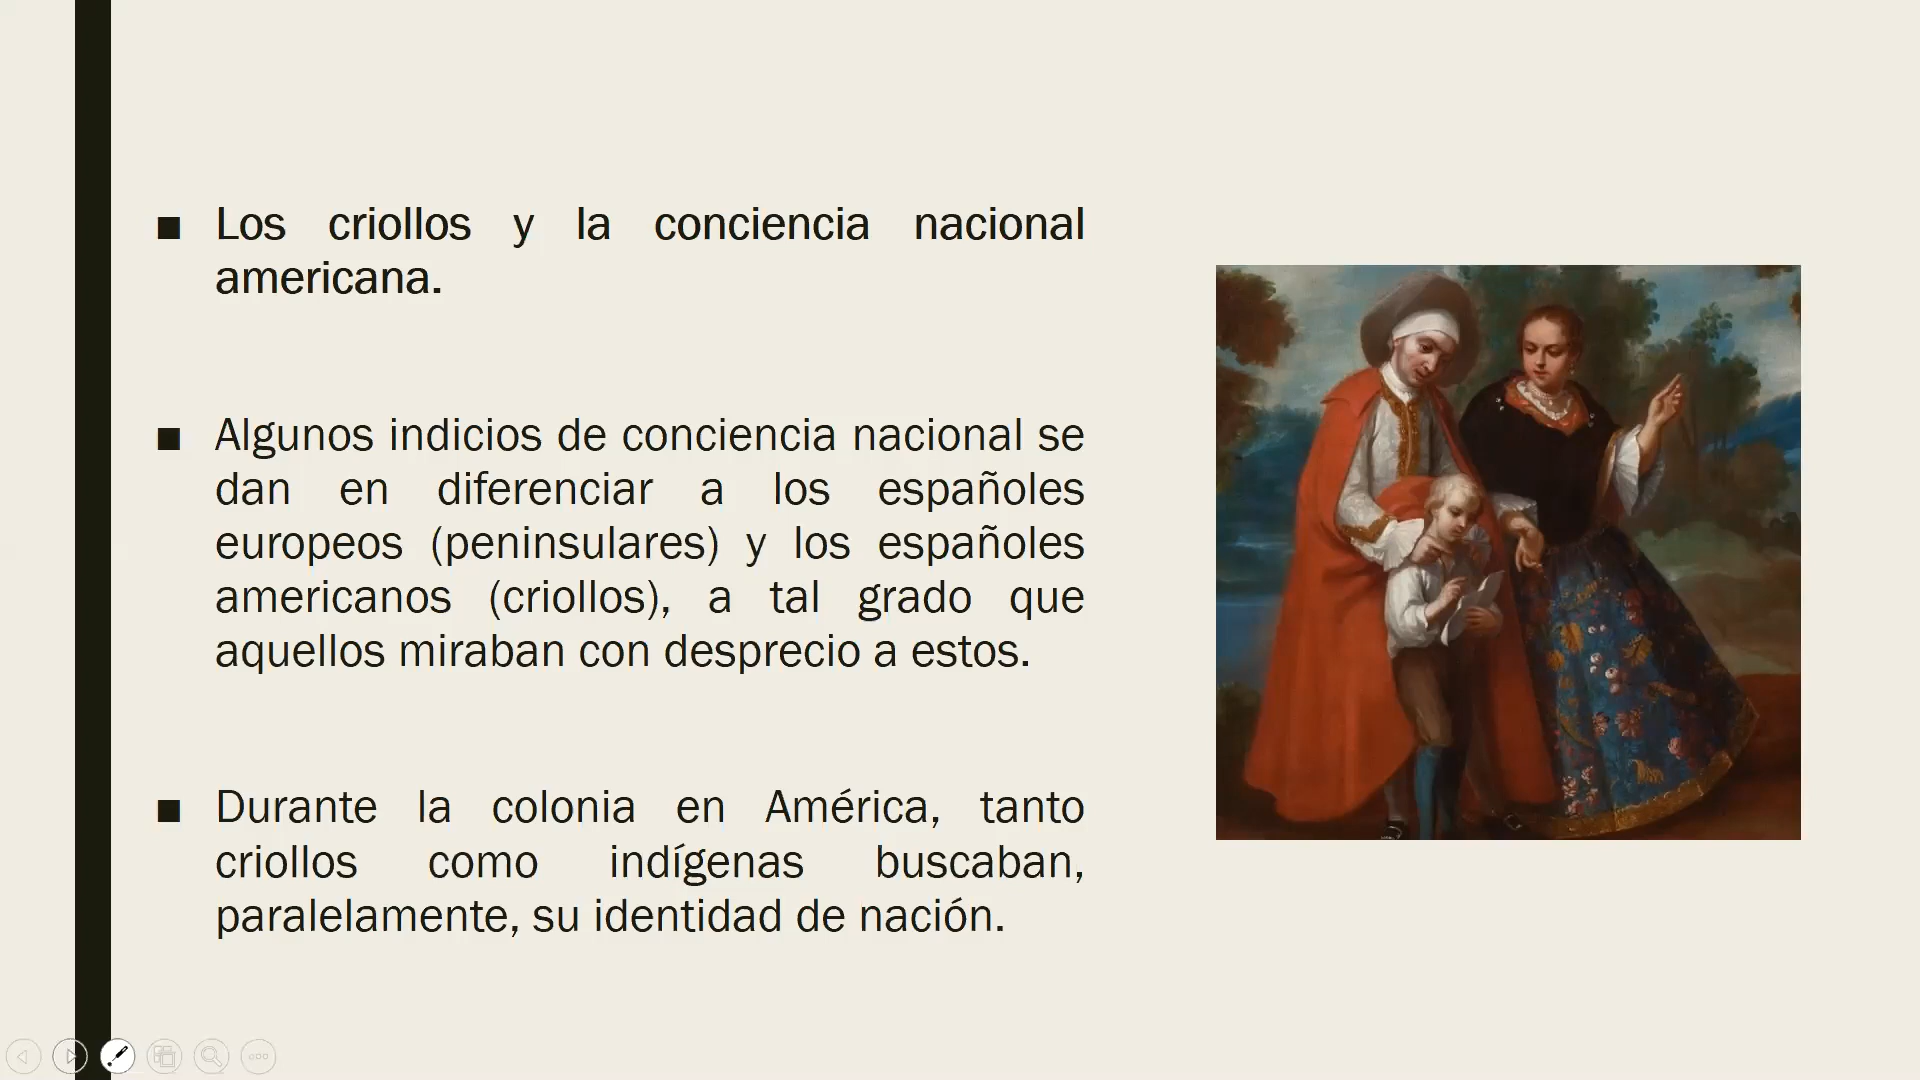 Los criollos y la conciencia nacional
americana.
Algunos indicios de conciencia nacional se
dan en diferenciar a los españoles
europeos (peninsulares) y los españoles
americanos (criollos), a tal grado que
aquellos miraban con desprecio a estos.
Durante la colonia en América, tanto
criollos como indígenas buscaban,
paralelamente, su identidad de nación.